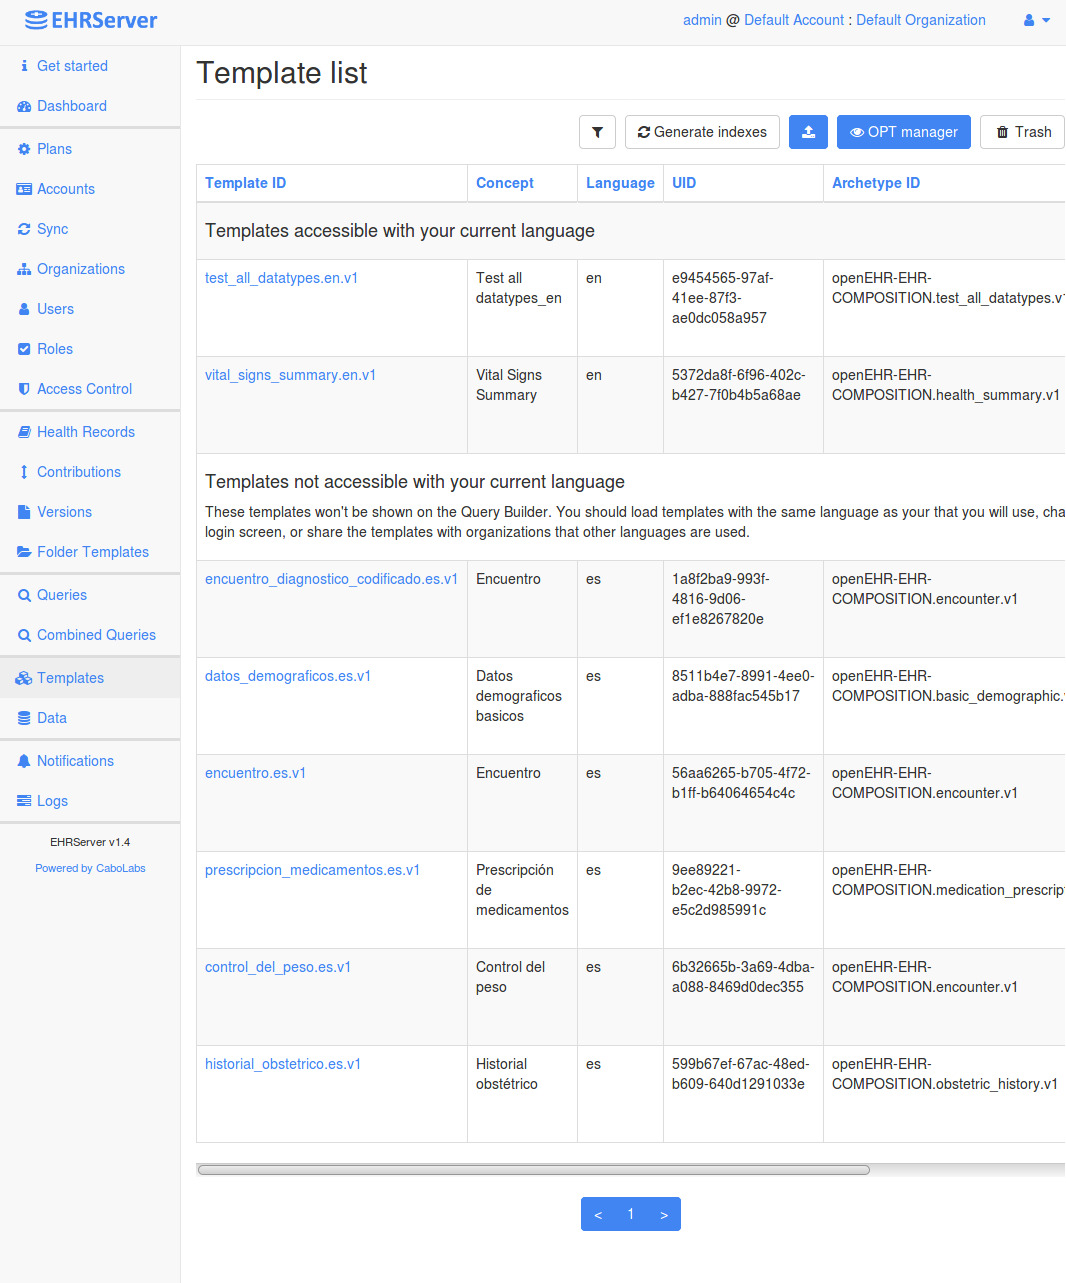 EHRServer
admin @ Default Account : Default Organization
Get started
Dashboard
Plans
Accounts
Sync
Organizations
Users
Roles
Access Control
Health Records
Contributions
Versions
Folder Templates
Queries
Combined Queries
Templates
Data
Notifications
Logs
EHRServer v1.4
Powered by CaboLabs
Template list
Generate indexes
OPT manager
Trash
Template ID Concept Language UID Archetype ID
Templates accessible with your current language
test_all_datatypes.en.v1 Test all en e9454565-97af- openEHR-EHR-
datatypes_en 41ee-87f3- COMPOSITION.test_all_datatypes.v1
ae0dc058a957
vital_signs_summary.en.v1 Vital Signs en 5372da8f-6f96-402c- openEHR-EHR-
Summary b427-7f0b4b5a68ae COMPOSITION.health_summary.v1
Templates not accessible with your current language
These templates won't be shown on the Query Builder. You should load templates with the same language as your that you will use, cha
login screen, or share the templates with organizations that other languages are used.
encuentro_diagnostico_codificado.es.v1 Encuentro es 1a8f2ba9-993f- openEHR-EHR-
4816-9d06- COMPOSITION.encounter.v1
ef1e8267820e
datos_demograficos.es.v1 Datos es 8511b4e7-8991-4ee0- openEHR-EHR-
demograficos adba-888fac545b17 COMPOSITION.basic_demographic.
basicos
encuentro.es.v1 Encuentro es 56aa6265-b705-4f72- openEHR-EHR-
b1ff-b64064654c4c COMPOSITION.encounter.v1
prescripcion_medicamentos.es.v1 Prescripción es 9ee89221- openEHR-EHR-
de b2ec-42b8-9972- COMPOSITION.medication_prescrip
medicamentos e5c2d985991c
control_del_peso.es.v1 Control del es 6b32665b-3a69-4dba- openEHR-EHR-
peso a088-8469d0dec355 COMPOSITION.encounter.v1
historial_obstetrico.es.v1 Historial es 599b67ef-67ac-48ed- openEHR-EHR-
obstétrico b609-640d1291033e COMPOSITION.obstetric_history.v1
< 1 >